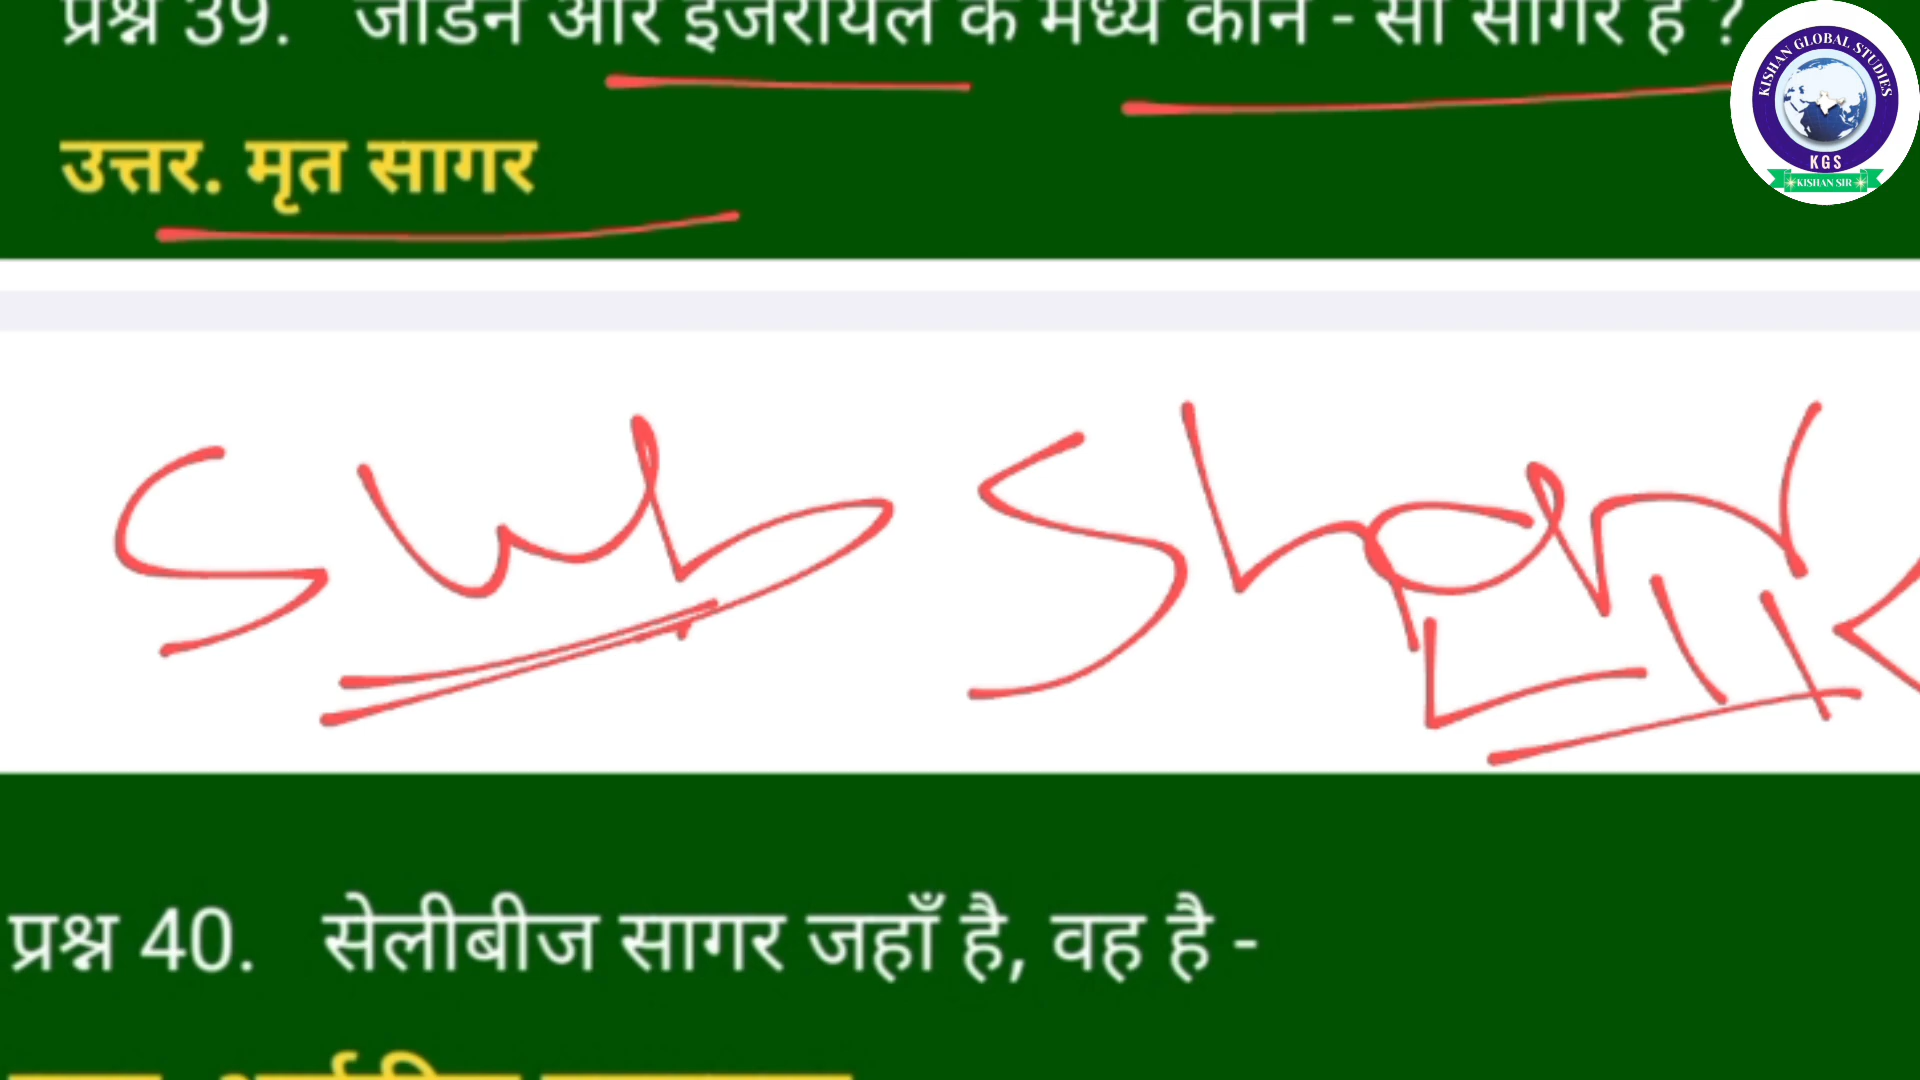 प्रश्न 39. जॉर्डन और इजरायल के मध्य कौन - सा सागर है ?
KISHAN GLOBAL STUDIES
KGS
KISHAN SIR
उत्तर. मृत सागर
Sub Share
प्रश्न 40. सेलीबीज सागर जहाँ है, वह है -